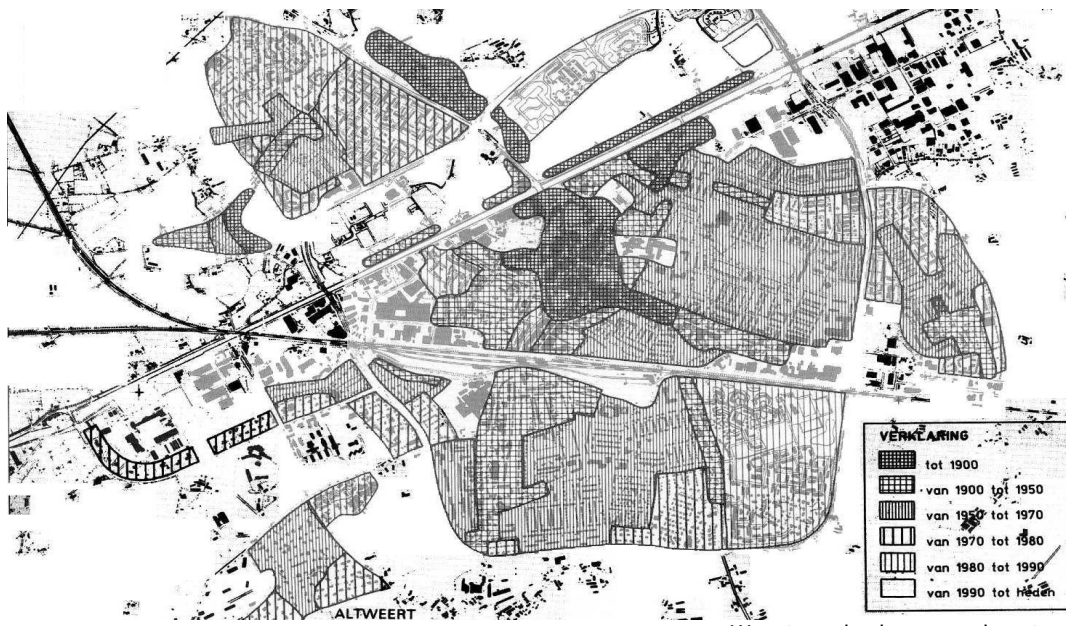 ALTWEERT
VERKLARING
tot 1900
van 1900 tot 1950
van 1950 tot 1970
van 1970 tot 1980
van 1980 tot 1990
van 1990 tot heden